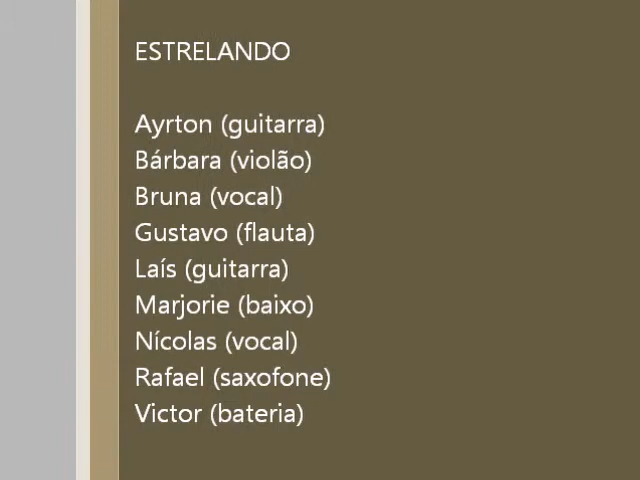 ESTRELANDO
Ayrton (guitarra)
Bárbara (violão)
Bruna (vocal)
Gustavo (flauta)
Laís (guitarra)
Marjorie (baixo)
Nícolas (vocal)
Rafael (saxofone)
Victor (bateria)